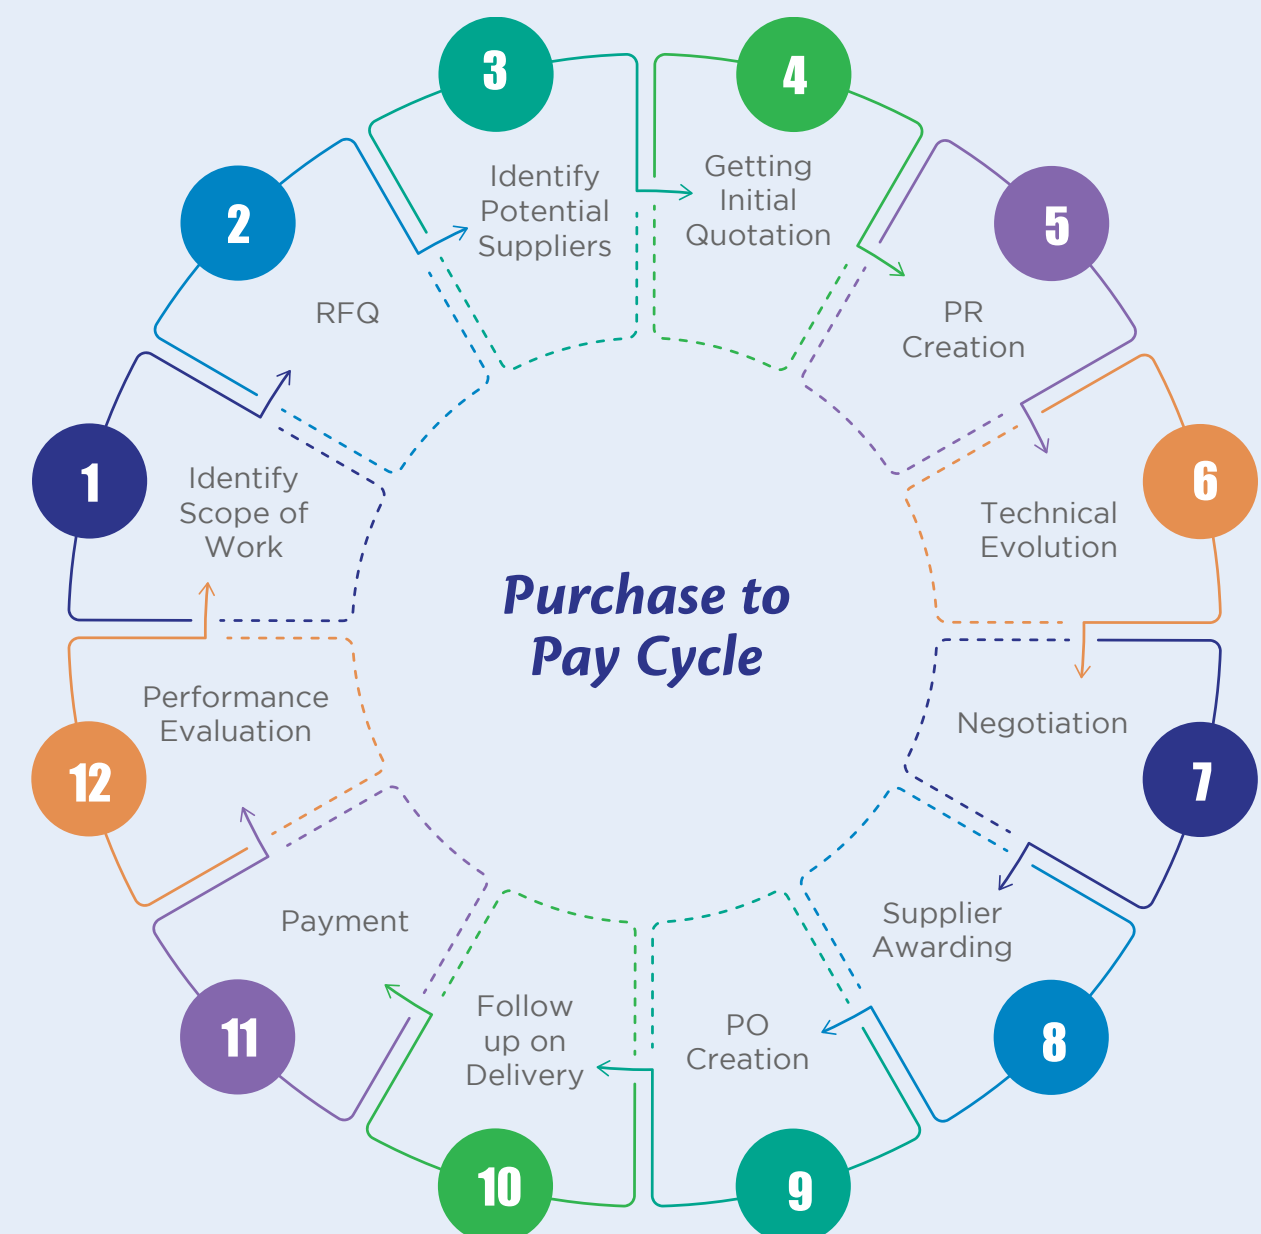 Purchase to
Pay Cycle
1
Identify
Scope of
Work
2
RFQ
3
Identify
Potential
Suppliers
4
Getting
Initial
Quotation
5
PR
Creation
6
Technical
Evolution
7
Negotiation
8
Supplier
Awarding
9
PO
Creation
10
Follow
up on
Delivery
11
Payment
12
Performance
Evaluation